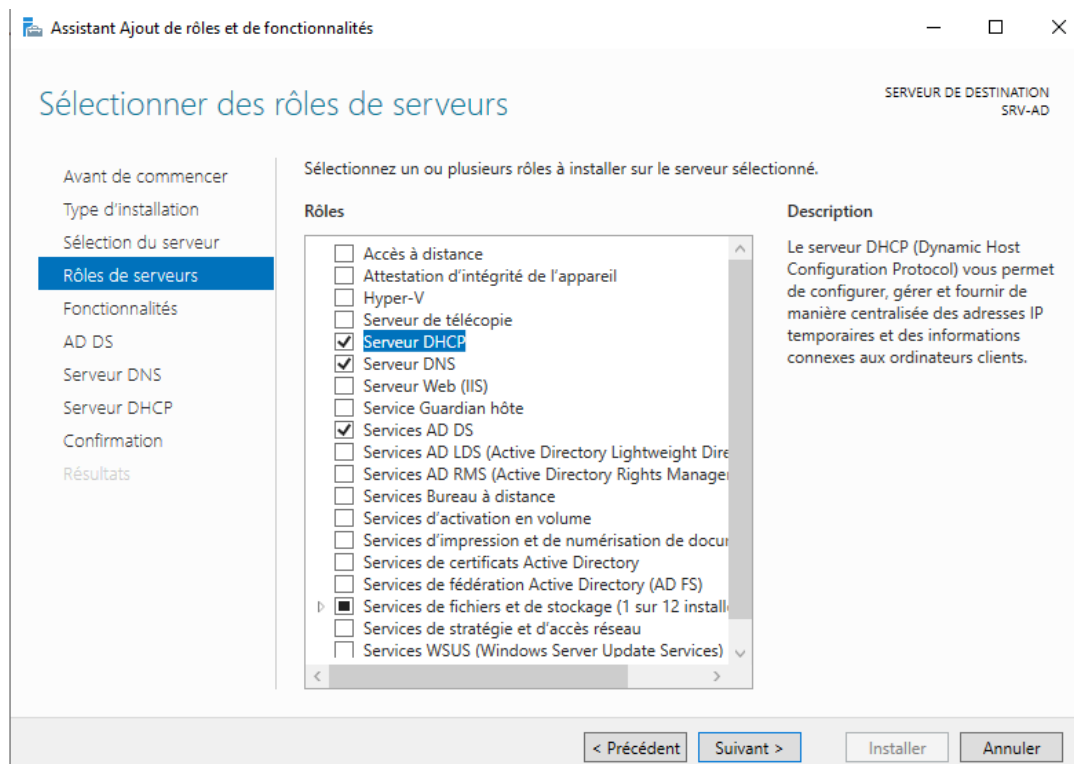 Assistant Ajout de rôles et de fonctionnalités
Sélectionner des rôles de serveurs
SERVEUR DE DESTINATION
SRV-AD
Avant de commencer
Type d'installation
Sélection du serveur
Rôles de serveurs
Fonctionnalités
AD DS
Serveur DNS
Serveur DHCP
Confirmation
Résultats
Sélectionnez un ou plusieurs rôles à installer sur le serveur sélectionné.
Rôles
Accès à distance
Attestation d'intégrité de l'appareil
Hyper-V
Serveur de télécopie
Serveur DHCP
Serveur DNS
Serveur Web (IIS)
Service Guardian hôte
Services AD DS
Services AD LDS (Active Directory Lightweight Dire
Services AD RMS (Active Directory Rights Manage
Services Bureau à distance
Services d'activation en volume
Services d'impression et de numérisation de docu
Services de certificats Active Directory
Services de fédération Active Directory (AD FS)
Services de fichiers et de stockage (1 sur 12 install
Services de stratégie et d'accès réseau
Services WSUS (Windows Server Update Services)
Description
Le serveur DHCP (Dynamic Host
Configuration Protocol) vous permet
de configurer, gérer et fournir de
manière centralisée des adresses IP
temporaires et des informations
connexes aux ordinateurs clients.
< Précédent
Suivant >
Installer
Annuler